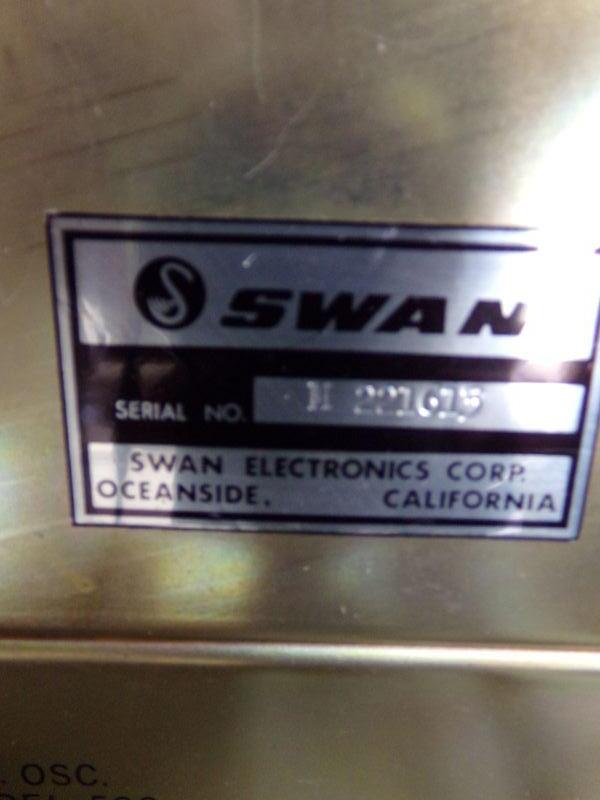 SWAN
SERIAL NO.
SWAN ELECTRONICS CORP.
OCEANSIDE, CALIFORNIA
. OSC.